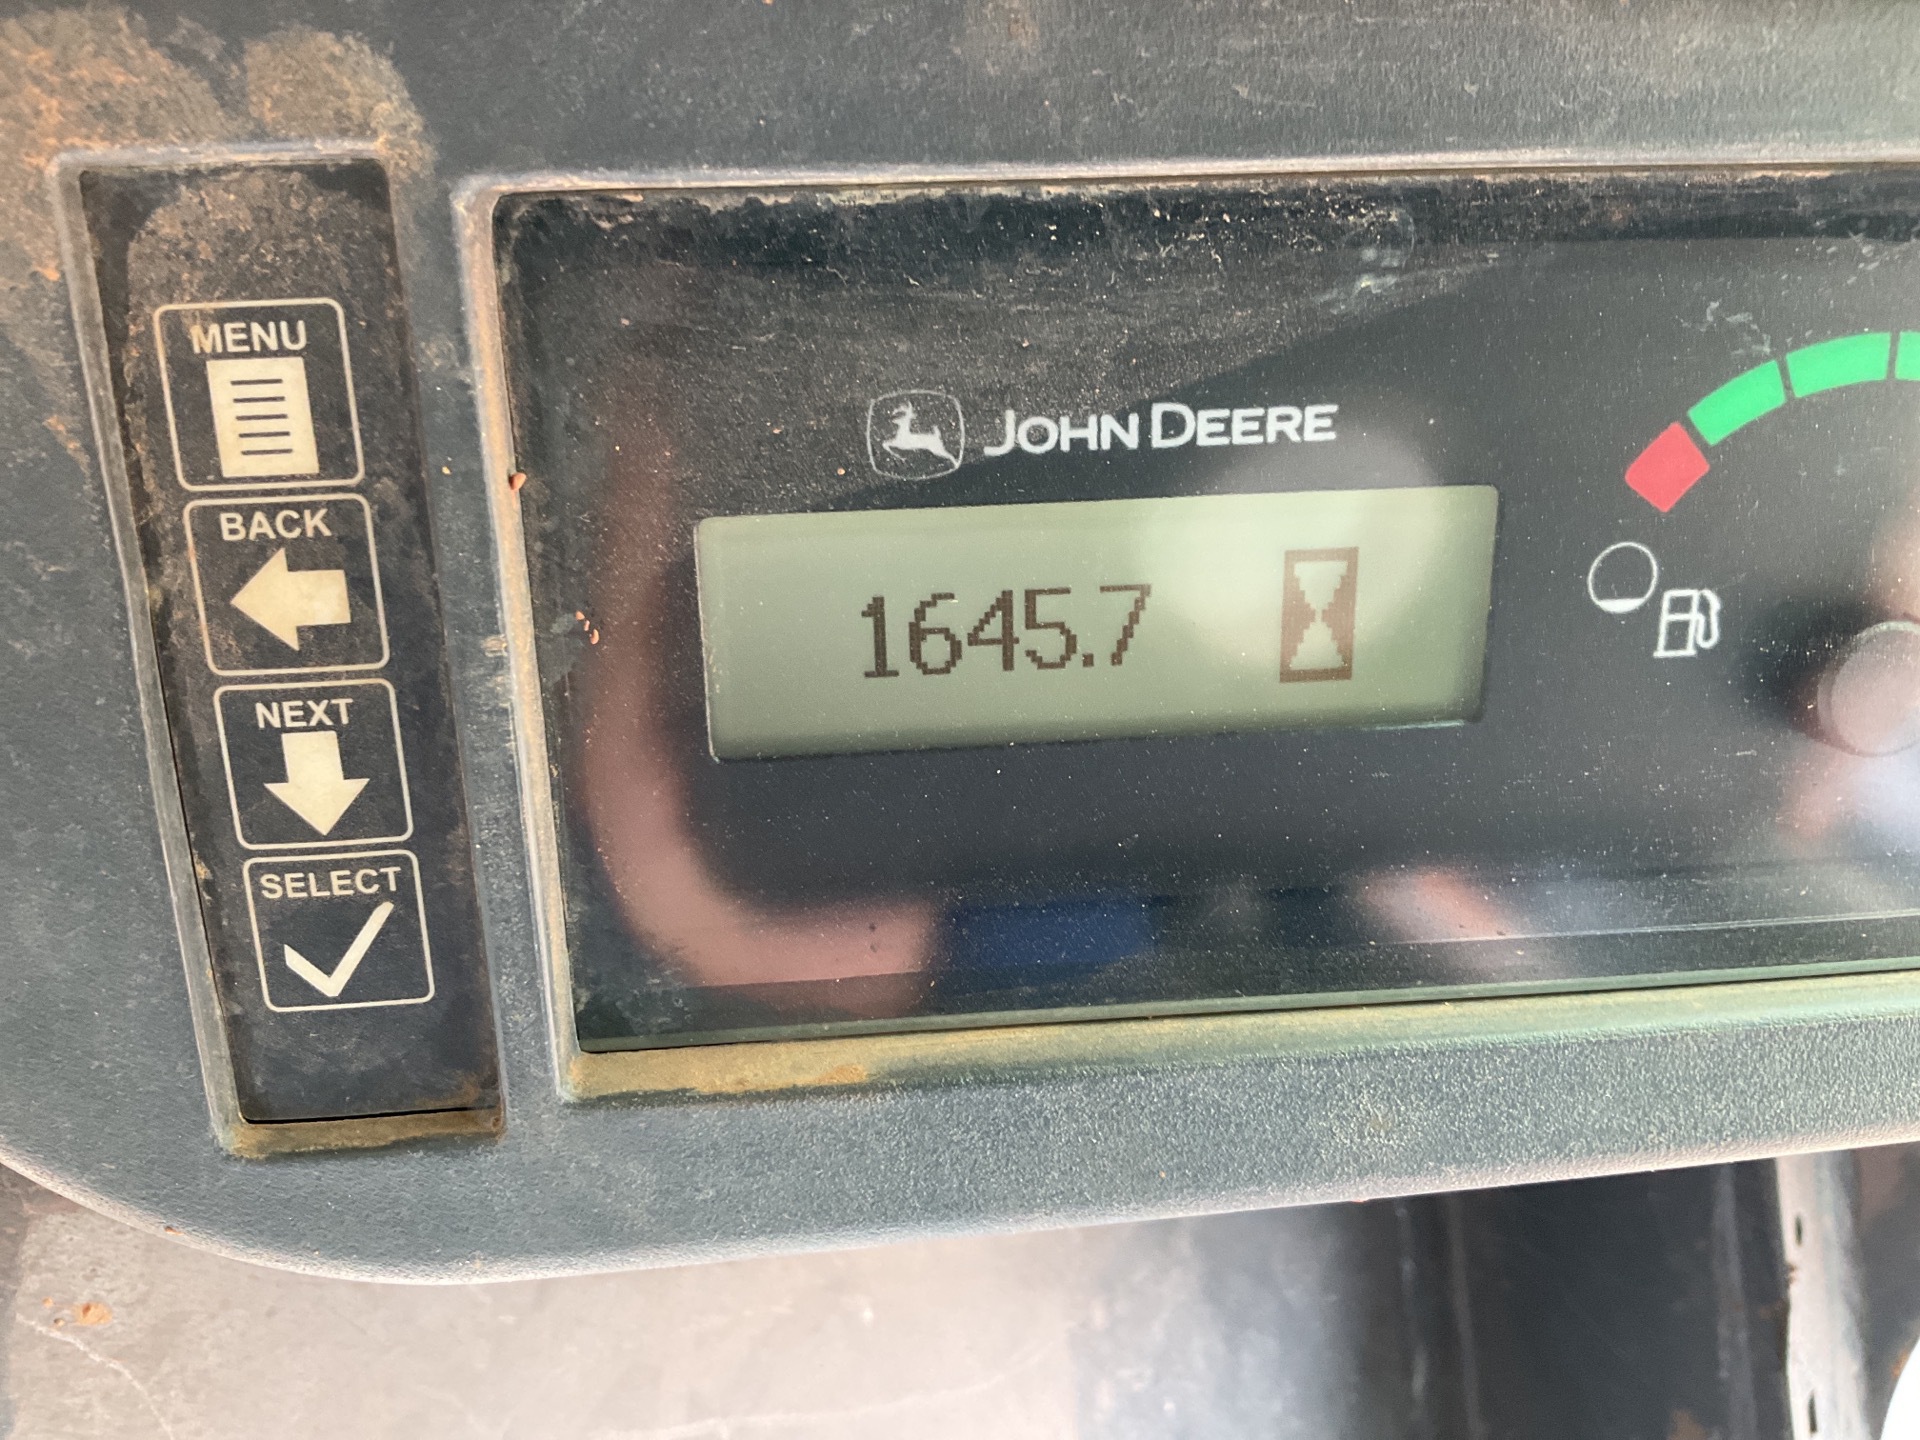 MENU
BACK
NEXT
SELECT
JOHN DEERE
1645.7